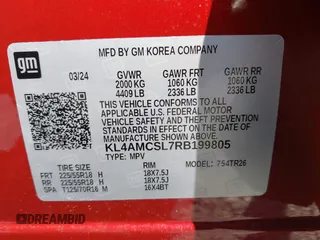 gm
MFD BY GM KOREA COMPANY
03/24 GVWR GAWR FRT GAWR RR
2000 KG 1060 KG 1060 KG
4409 LB 2336 LB 2336 LB
THIS VEHICLE CONFORMS TO ALL
APPLICABLE U.S. FEDERAL MOTOR
VEHICLE SAFETY, BUMPER, AND THEFT
PREVENTION STANDARDS IN EFFECT ON
THE DATE OF MANUFACTURE SHOWN ABOVE.
KL4AMCSL7RB199805
TYPE: MPV MODEL: 754TR26
TIRE SIZE RIM
FRT 225/55R18 H 18X7.5J
RR 225/55R18 H 18X7.5J
SPA T125/70R16 M 16X4BT
DREAMBID